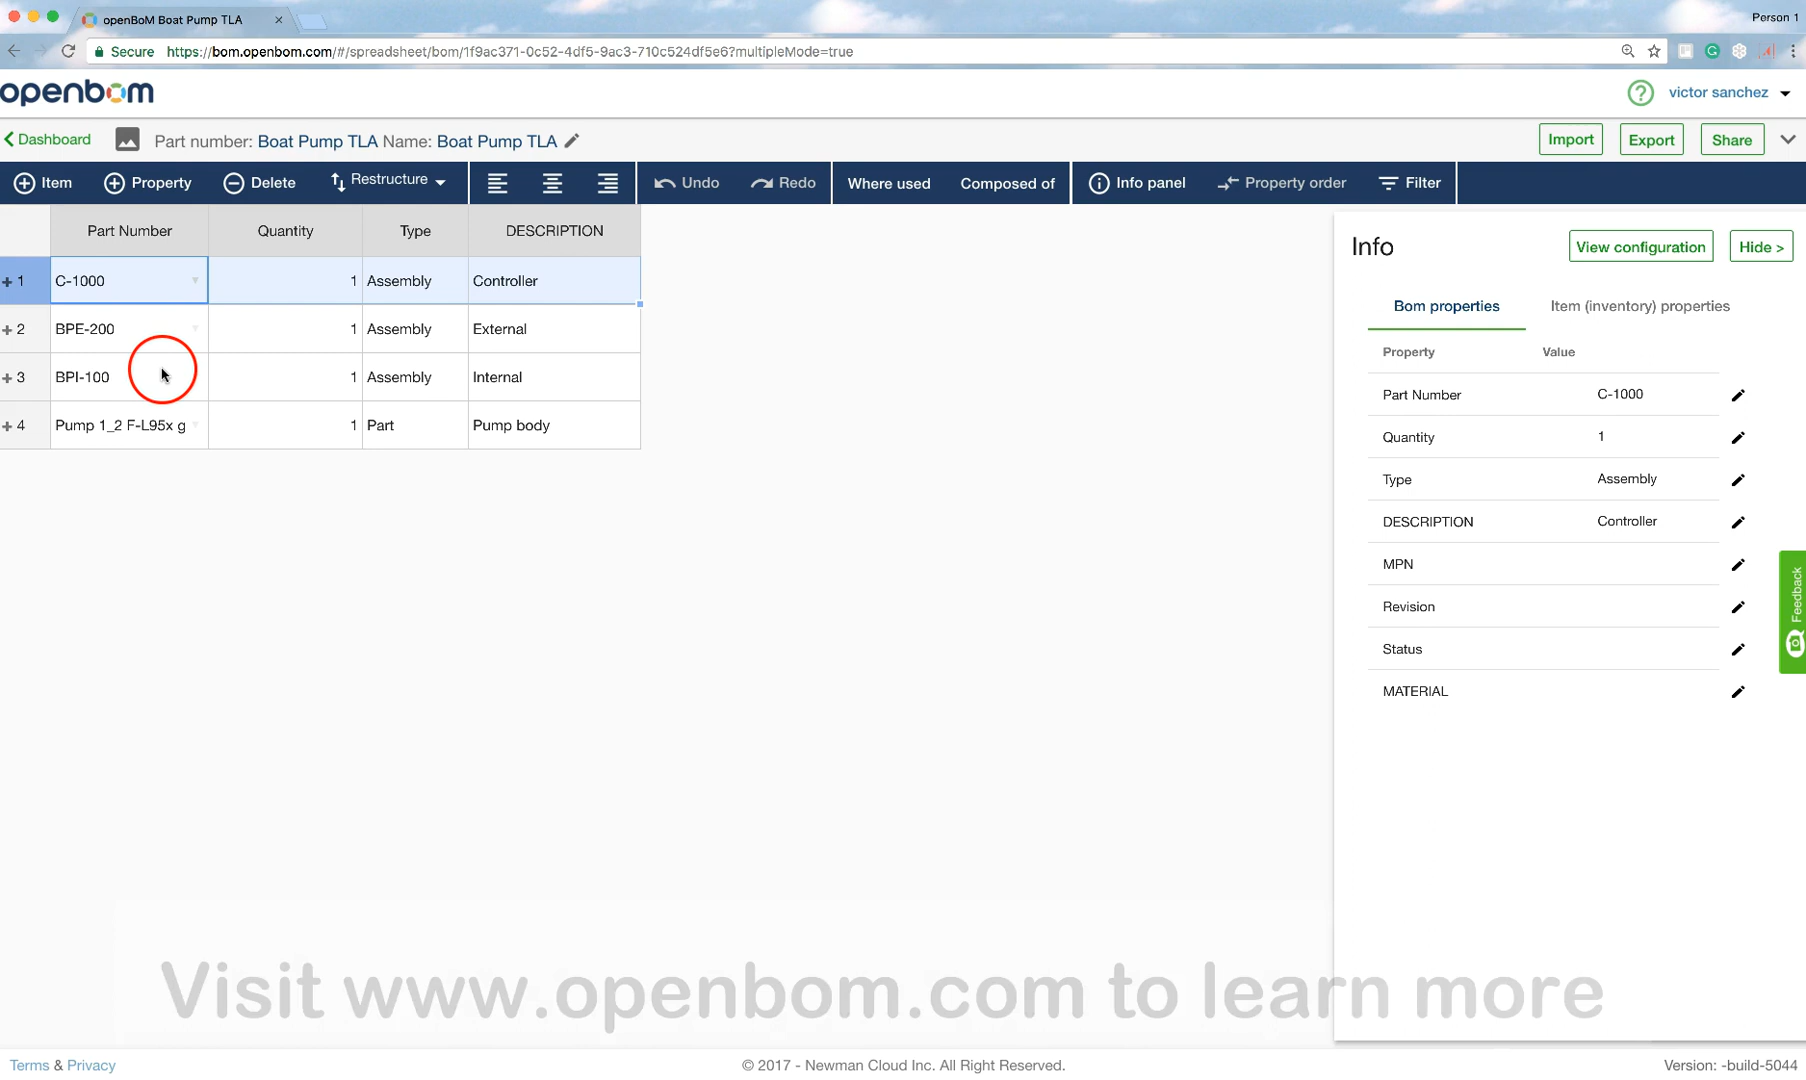 openBoM Boat Pump TLA
Person 1
Secure https://bom.openbom.com/#/spreadsheet/bom/1f9ac371-0c52-4df5-9ac3-710c524df5e6?multipleMode=true
openbom
? victor sanchez
Dashboard Part number: Boat Pump TLA Name: Boat Pump TLA
Import Export Share
Item Property Delete Restructure Undo Redo Where used Composed of Info panel Property order Filter
Part Number Quantity Type DESCRIPTION
+ 1 C-1000 1 Assembly Controller
+ 2 BPE-200 1 Assembly External
+ 3 BPI-100 1 Assembly Internal
+ 4 Pump 1_2 F-L95x g 1 Part Pump body
Info View configuration Hide >
Bom properties Item (inventory) properties
Property Value
Part Number C-1000
Quantity 1
Type Assembly
DESCRIPTION Controller
MPN
Revision
Status
MATERIAL
Feedback
Visit www.openbom.com to learn more
Terms & Privacy
© 2017 - Newman Cloud Inc. All Right Reserved.
Version: -build-5044